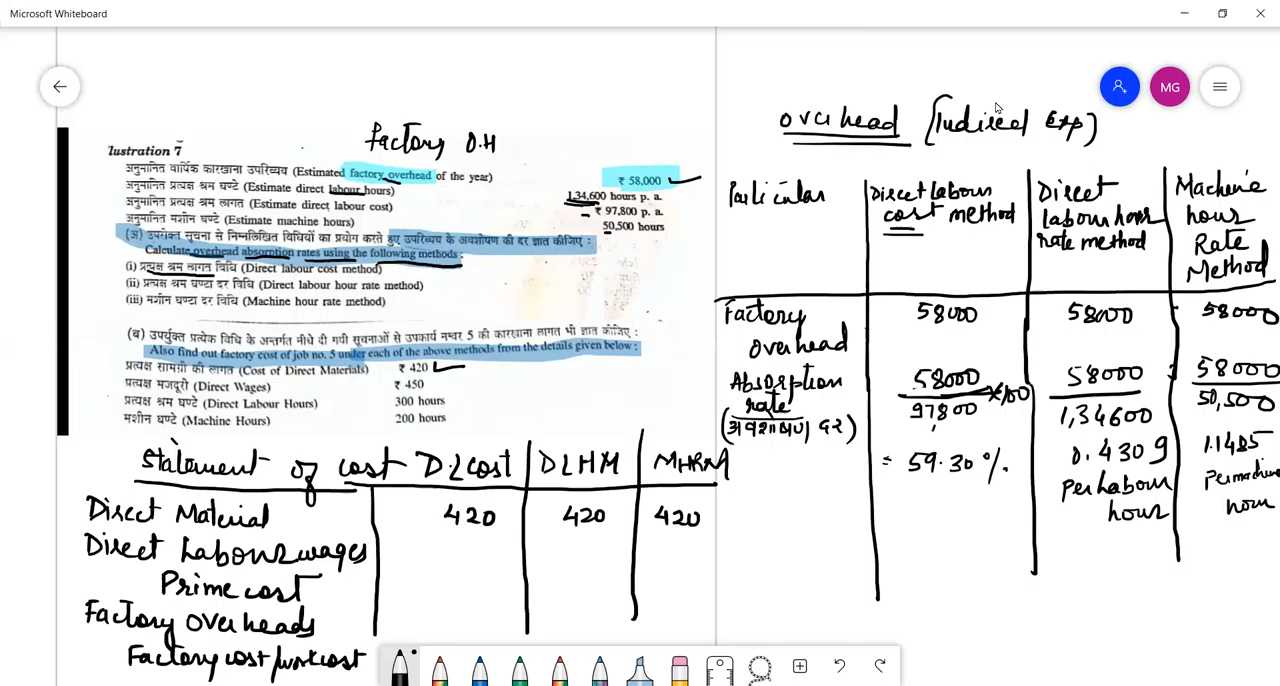 Microsoft Whiteboard
MG
factory O.H
lustration 7
अनुमानित वार्षिक कारखाना उपरिव्यय (Estimated factory overhead of the year) ₹ 58,000
अनुमानित प्रत्यक्ष श्रम घण्टे (Estimate direct labour hours) 1,34,600 hours p. a.
अनुमानित प्रत्यक्ष श्रम लागत (Estimate direct labour cost) ₹ 97,800 p. a.
अनुमानित मशीन घण्टे (Estimate machine hours) 50,500 hours
(अ) उपरोक्त सूचना से निम्नलिखित विधियों का प्रयोग करते हुए उपरिव्यय के अवशोषण की दर ज्ञात कीजिए :
Calculate overhead absorption rates using the following methods :
(i) प्रत्यक्ष श्रम लागत विधि (Direct labour cost method)
(ii) प्रत्यक्ष श्रम घण्टा दर विधि (Direct labour hour rate method)
(iii) मशीन घण्टा दर विधि (Machine hour rate method)
(ब) उपर्युक्त प्रत्येक विधि के अन्तर्गत नीचे दी गयी सूचनाओं से उपकार्य नम्बर 5 की कारखाना लागत भी ज्ञात कीजिए :
Also find out factory cost of job no. 5 under each of the above methods from the details given below :
प्रत्यक्ष सामग्री की लागत (Cost of Direct Materials) ₹ 420
प्रत्यक्ष मजदूरी (Direct Wages) ₹ 450
प्रत्यक्ष श्रम घण्टे (Direct Labour Hours) 300 hours
मशीन घण्टे (Machine Hours) 200 hours
Statement of cost D.L cost DLHM MHRM
Direct Material 420 420 420
Direct Labour wages
Prime cost
Factory overheads
Factory cost/work cost
overhead (Indirect Exp)
Particular
Direct labour
cost method
Direct
labour hour
rate method
Machine
hour
Rate
Method
Factory 58000 58000 58000
overhead
Absorption 58000 58000 58000
rate 97,800 ×100 1,34600 50,500
(अवशोषण दर)
= 59.30% 0.4309 1.1485
Per Labour
hour
Per machine
hour